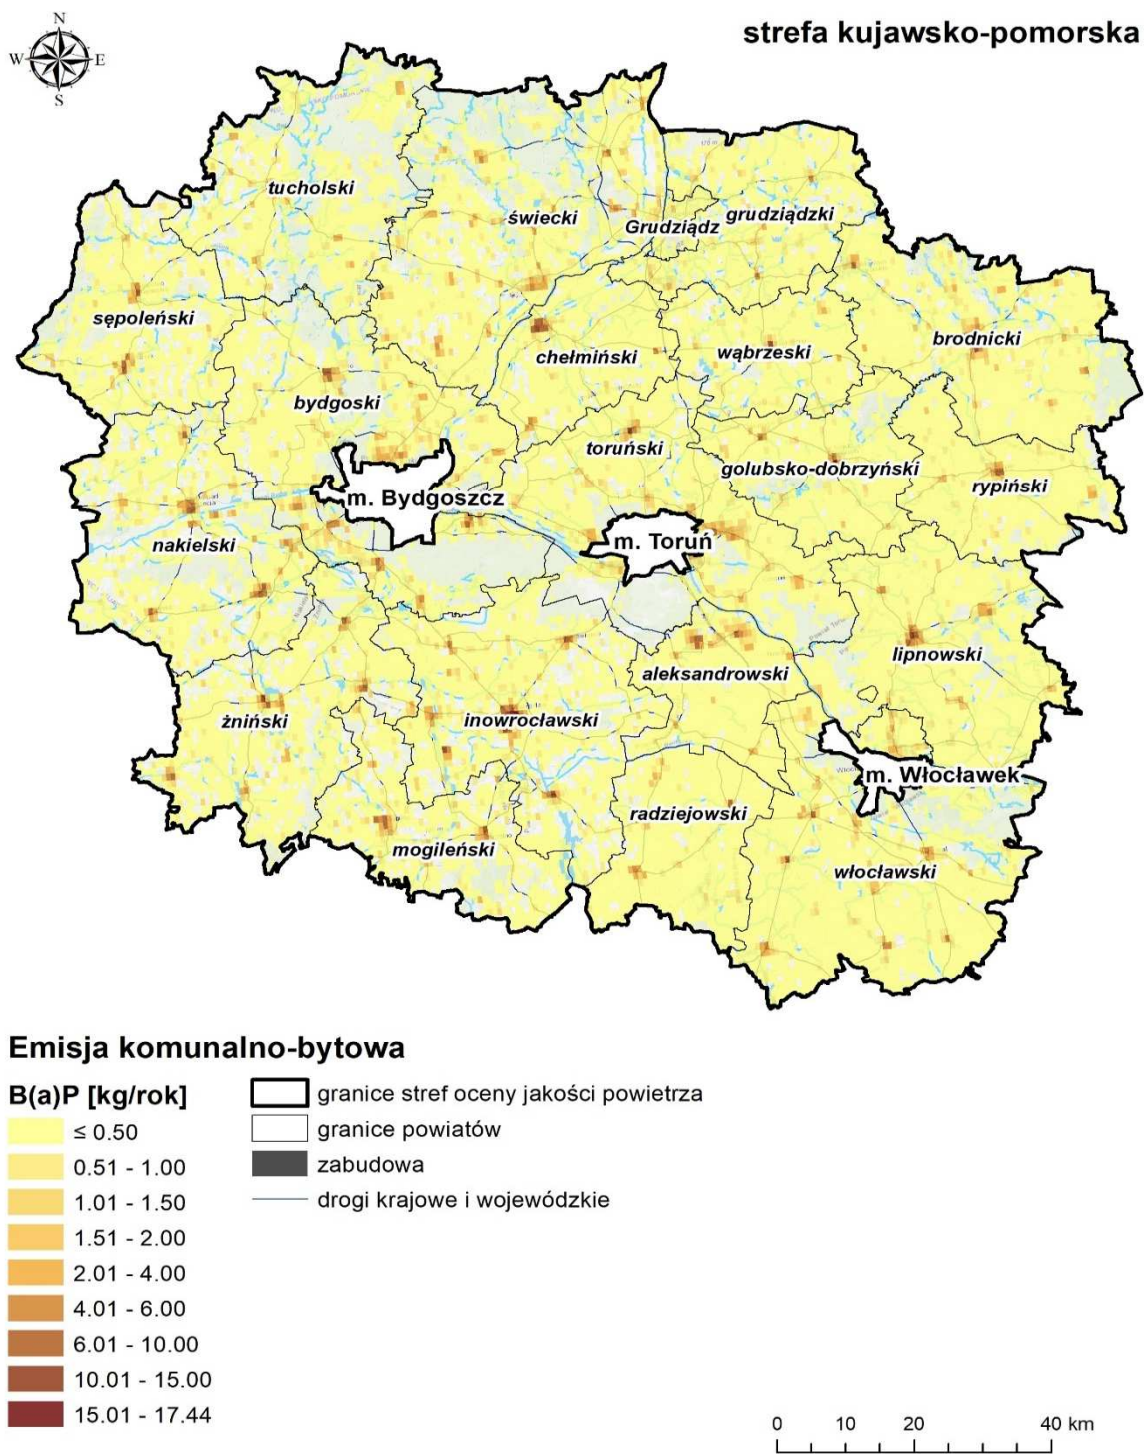 N
W E
S
strefa kujawsko-pomorska
tucholski
świecki
Grudziądz
grudziądzki
sępoleński
brodnicki
chełmiński
wąbrzeski
bydgoski
toruński
golubsko-dobrzyński
rypiński
m. Bydgoszcz
nakielski
m. Toruń
lipnowski
aleksandrowski
żniński
inowrocławski
m. Włocławek
radziejowski
mogileński
włocławski
Emisja komunalno-bytowa
B(a)P [kg/rok]
≤ 0.50
0.51 - 1.00
1.01 - 1.50
1.51 - 2.00
2.01 - 4.00
4.01 - 6.00
6.01 - 10.00
10.01 - 15.00
15.01 - 17.44
granice stref oceny jakości powietrza
granice powiatów
zabudowa
drogi krajowe i wojewódzkie
0 10 20 40 km